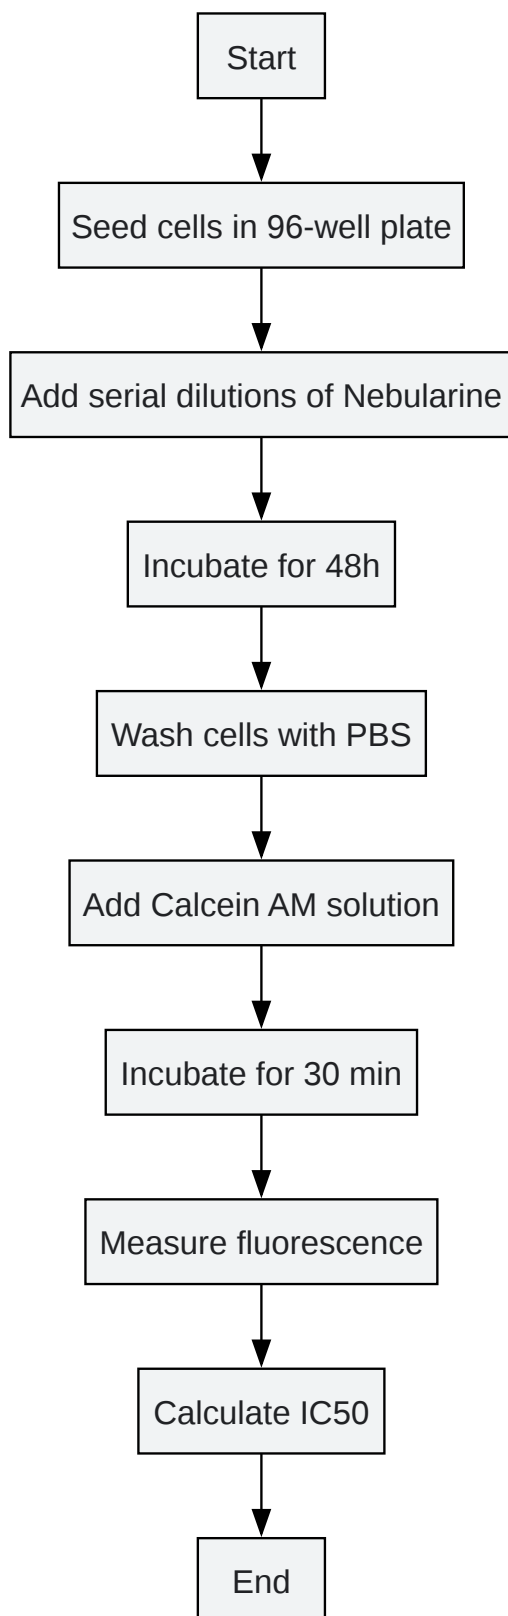 Start
Seed cells in 96-well plate
Add serial dilutions of Nebularine
Incubate for 48h
Wash cells with PBS
Add Calcein AM solution
Incubate for 30 min
Measure fluorescence
Calculate IC50
End